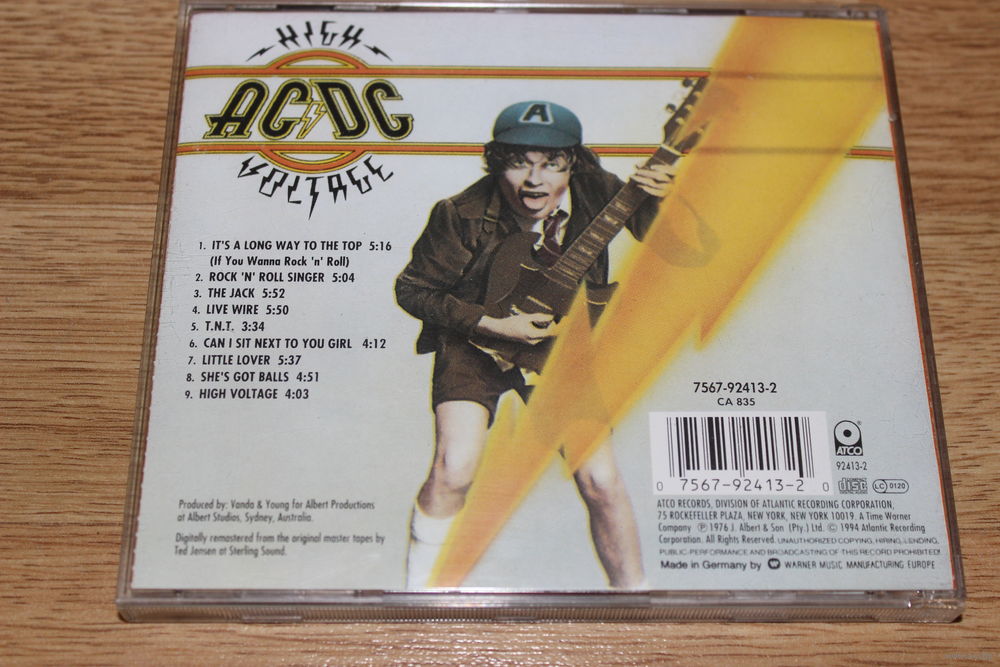 HIGH
AC/DC
VOLTAGE
A
1. IT'S A LONG WAY TO THE TOP 5:16
(If You Wanna Rock 'n' Roll)
2. ROCK 'N' ROLL SINGER 5:04
3. THE JACK 5:52
4. LIVE WIRE 5:50
5. T.N.T. 3:34
6. CAN I SIT NEXT TO YOU GIRL 4:12
7. LITTLE LOVER 5:37
8. SHE'S GOT BALLS 4:51
9. HIGH VOLTAGE 4:03
Produced by: Vanda & Young for Albert Productions
at Albert Studios, Sydney, Australia.
Digitally remastered from the original master tapes by
Ted Jensen at Sterling Sound.
7567-92413-2
CA 835
0 7567-92413-2 0
ATCO
92413-2
DISC
LC 0120
ATCO RECORDS, DIVISION OF ATLANTIC RECORDING CORPORATION,
75 ROCKEFELLER PLAZA, NEW YORK, NEW YORK 10019. A Time Warner
Company ℗ 1976 J. Albert & Son (Pty.) Ltd. © 1994 Atlantic Recording
Corporation. All Rights Reserved. UNAUTHORIZED COPYING, HIRING, LENDING,
PUBLIC PERFORMANCE AND BROADCASTING OF THIS RECORD PROHIBITED!
Made in Germany by WARNER MUSIC MANUFACTURING EUROPE